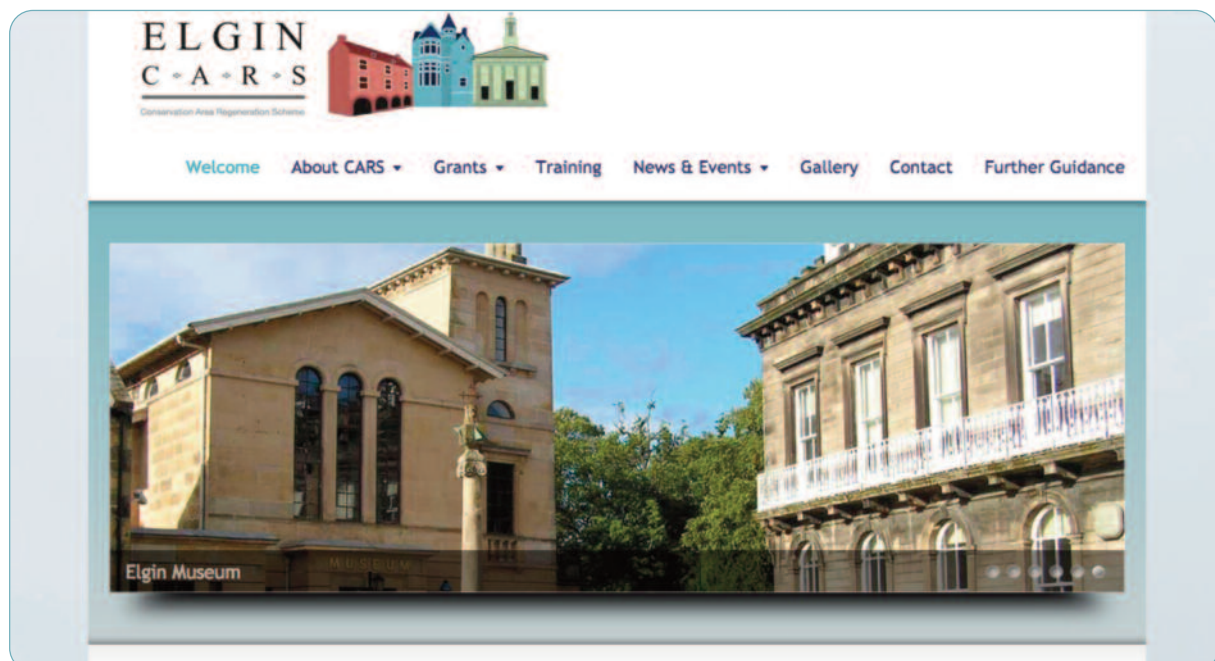 ELGIN
C•A•R•S
Conservation Area Regeneration Scheme
Welcome About CARS Grants Training News & Events Gallery Contact Further Guidance
MUSEUM
Elgin Museum